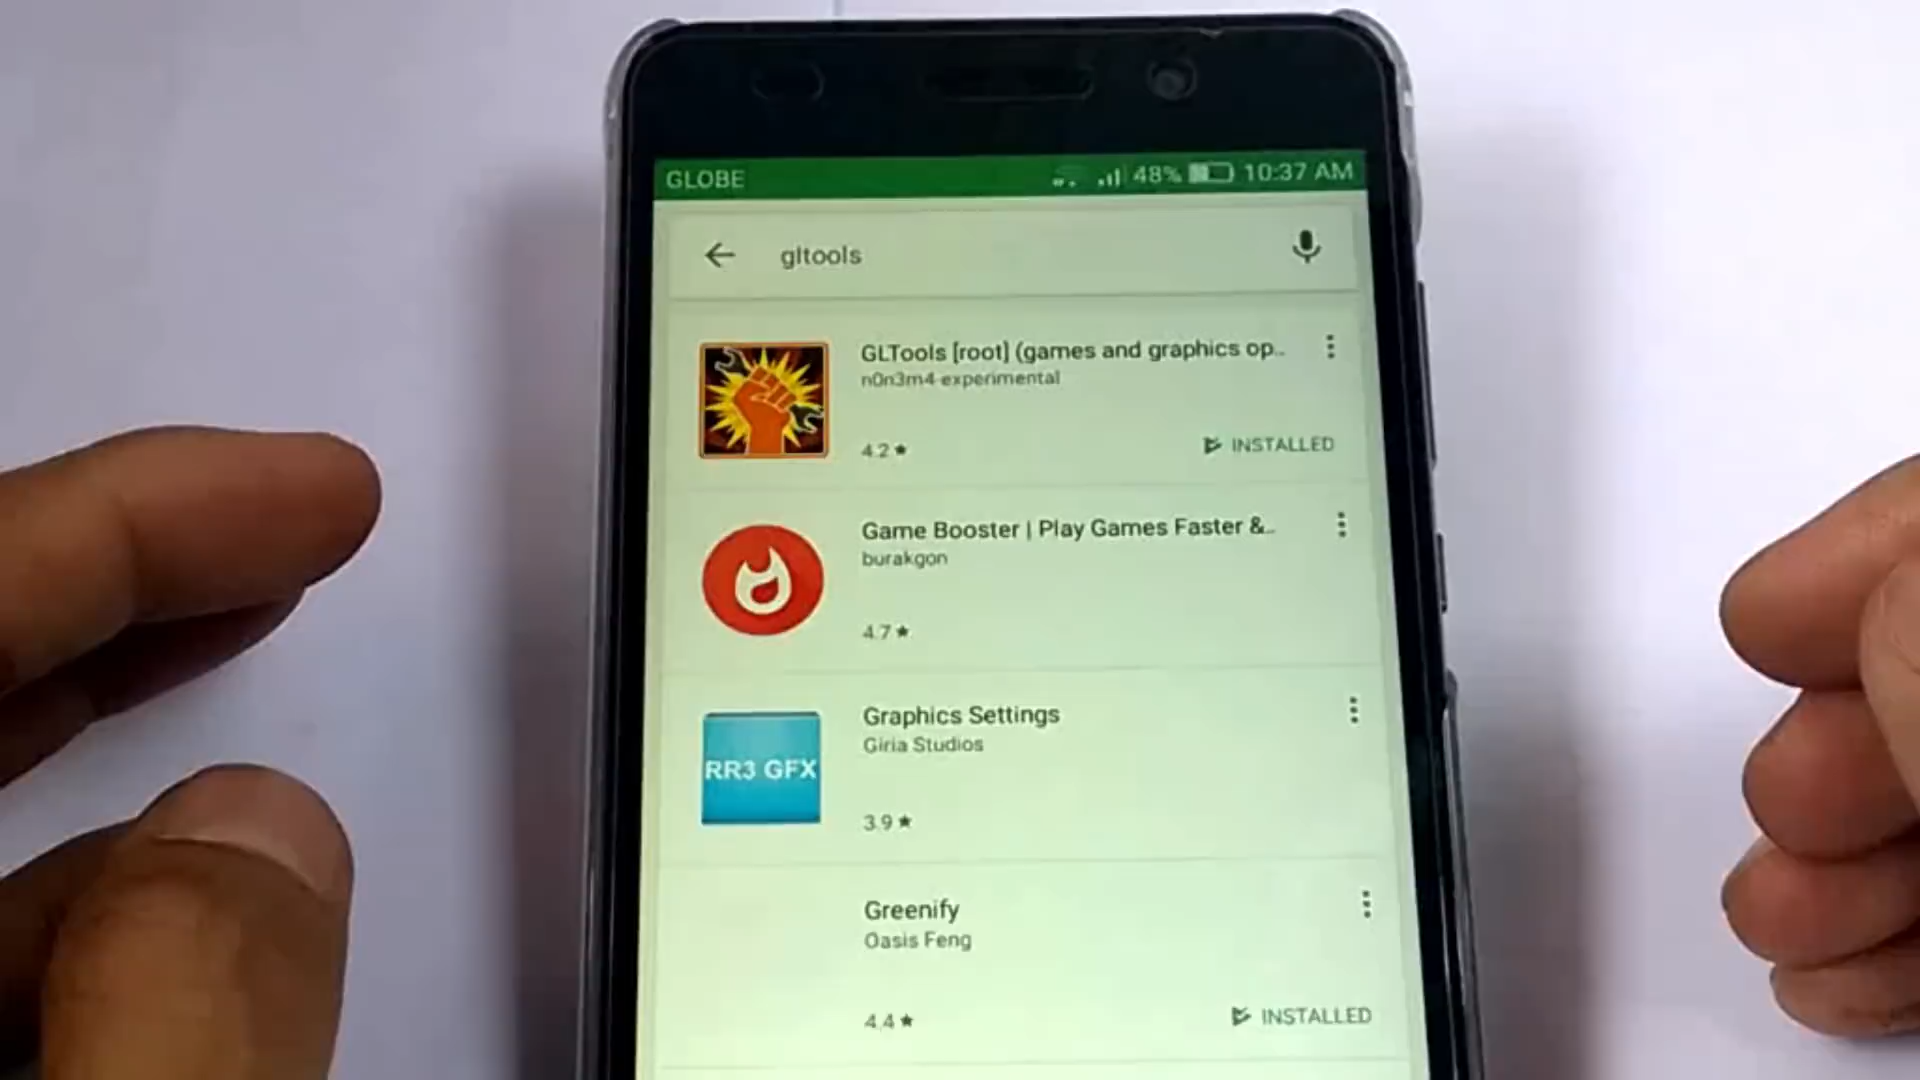 GLOBE 48% 10:37 AM
gltools
GLTools [root] (games and graphics op..
n0n3m4 experimental
4.2 ★ INSTALLED
Game Booster | Play Games Faster &..
burakgon
4.7 ★
Graphics Settings
Giria Studios
RR3 GFX
3.9 ★
Greenify
Oasis Feng
4.4 ★ INSTALLED